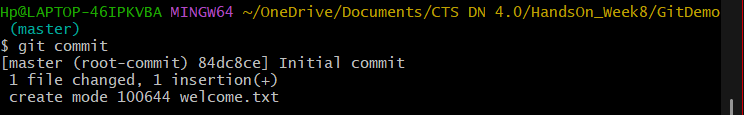 Hp@LAPTOP-46IPKVBA MINGW64 ~/OneDrive/Documents/CTS DN 4.0/HandsOn_Week8/GitDemo
(master)
$ git commit
[master (root-commit) 84dc8ce] Initial commit
1 file changed, 1 insertion(+)
create mode 100644 welcome.txt